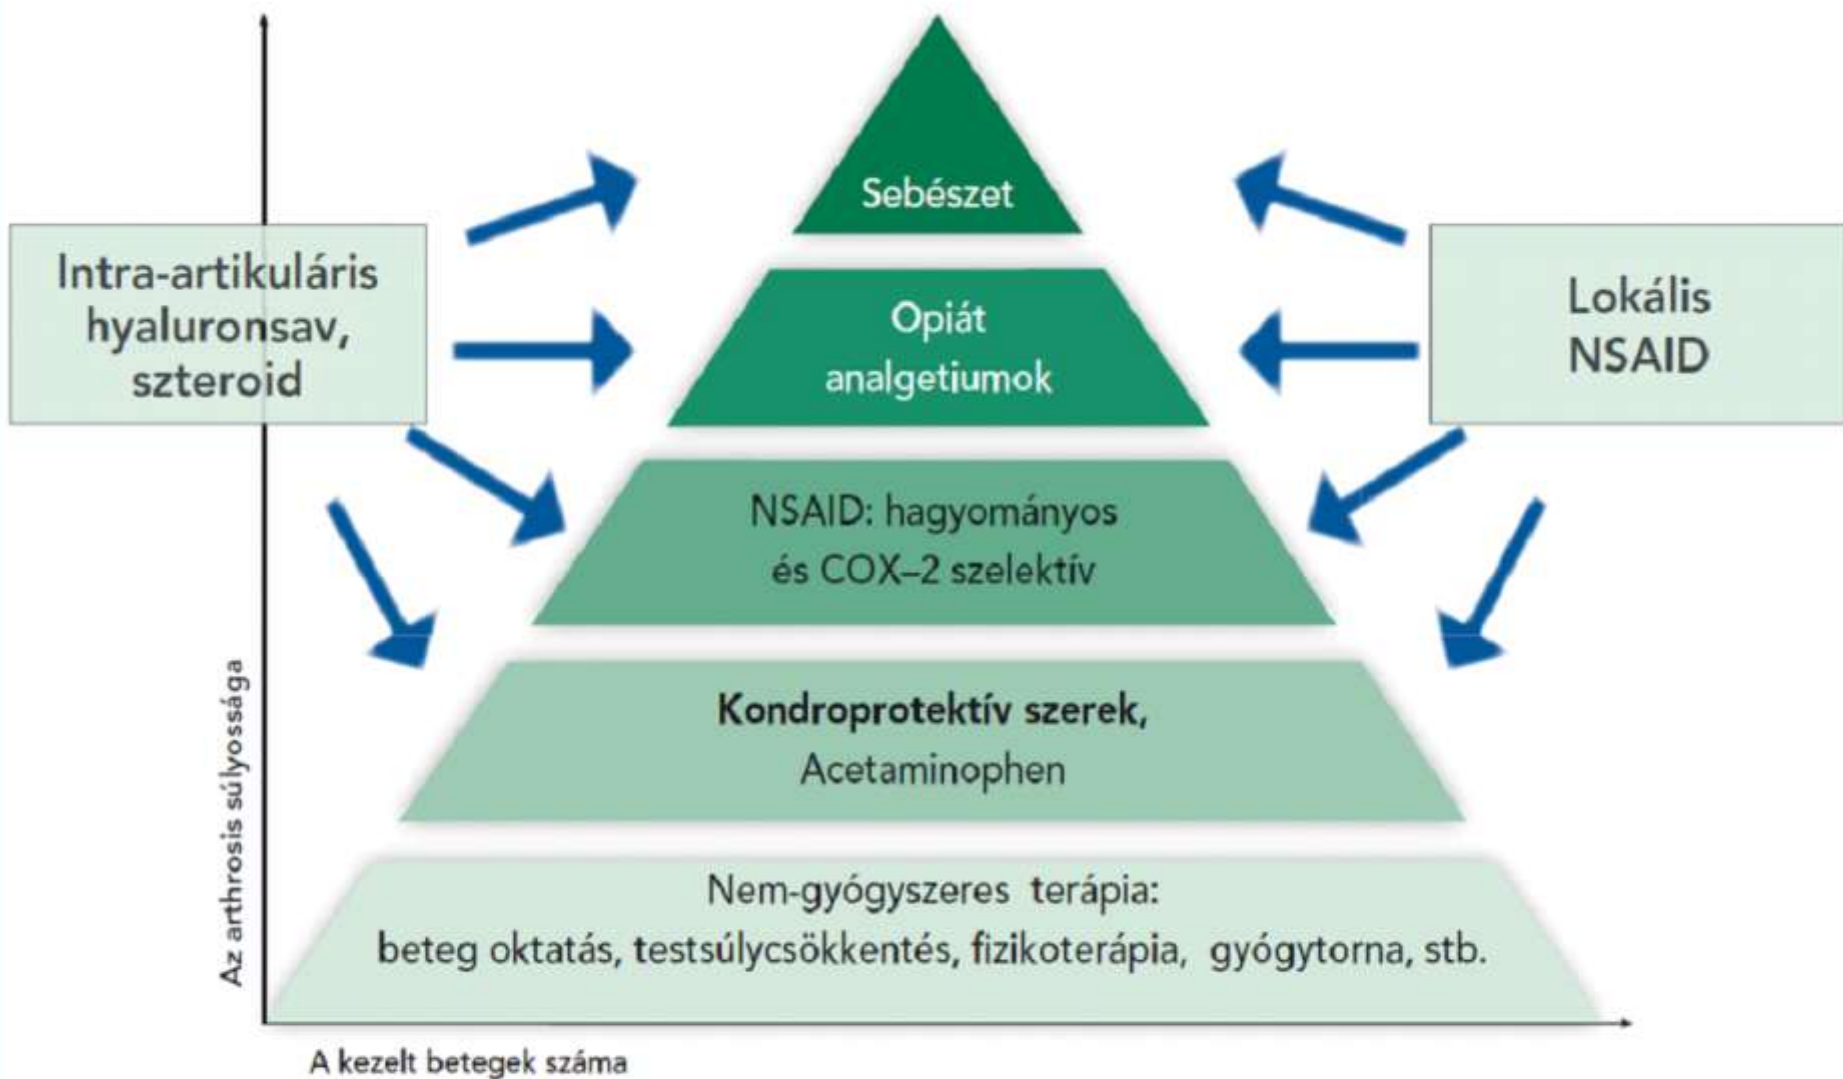 Sebészet
Intra-artikuláris
hyaluronsav,
szteroid
Opiát
analgetiumok
Lokális
NSAID
NSAID: hagyományos
és COX–2 szelektív
Kondroprotektív szerek,
Acetaminophen
Nem-gyógyszeres terápia:
beteg oktatás, testsúlycsökkentés, fizikoterápia, gyógytorna, stb.
Az arthrosis súlyossága
A kezelt betegek száma